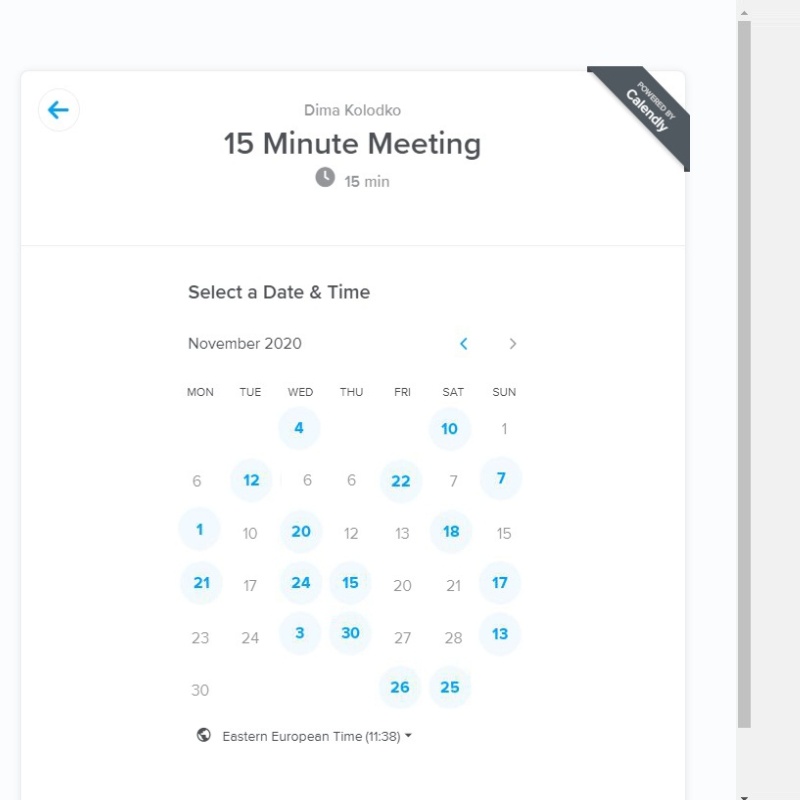 Dima Kolodko
POWERED BY
Calendly
15 Minute Meeting
15 min
Select a Date & Time
November 2020
MON TUE WED THU FRI SAT SUN
4 10 1
6 12 6 6 22 7 7
1 10 20 12 13 18 15
21 17 24 15 20 21 17
23 24 3 30 27 28 13
30 26 25
Eastern European Time (11:38)